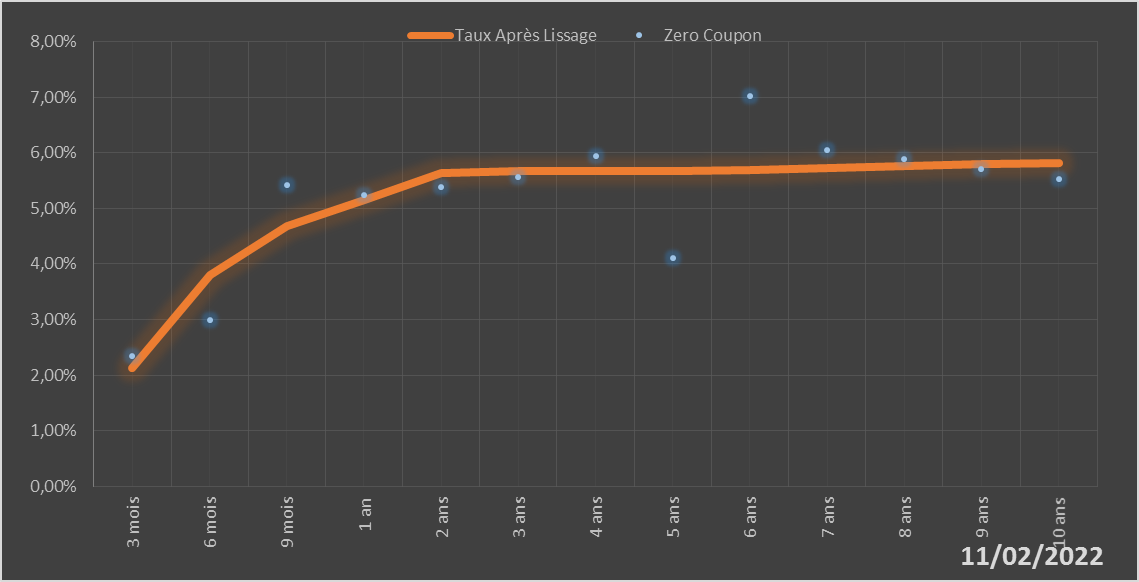 Taux Après Lissage Zero Coupon
8,00%
7,00%
6,00%
5,00%
4,00%
3,00%
2,00%
1,00%
0,00%
3 mois
6 mois
9 mois
1 an
2 ans
3 ans
4 ans
5 ans
6 ans
7 ans
8 ans
9 ans
10 ans
11/02/2022